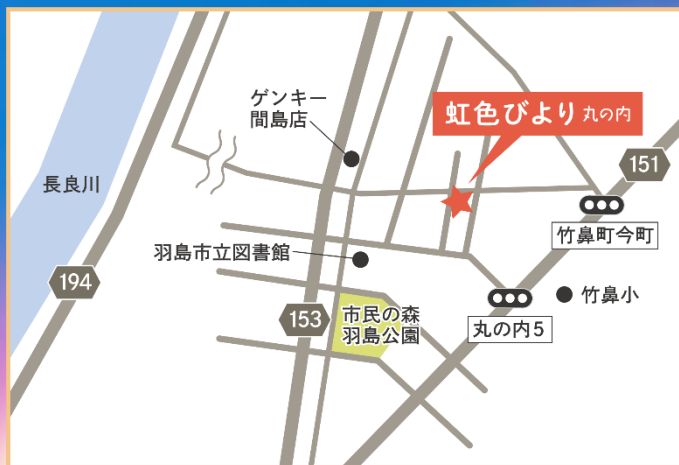 ゲンキー
間島店
虹色びより 丸の内
151
長良川
竹鼻町今町
羽島市立図書館
194
竹鼻小
153
市民の森
羽島公園
丸の内5